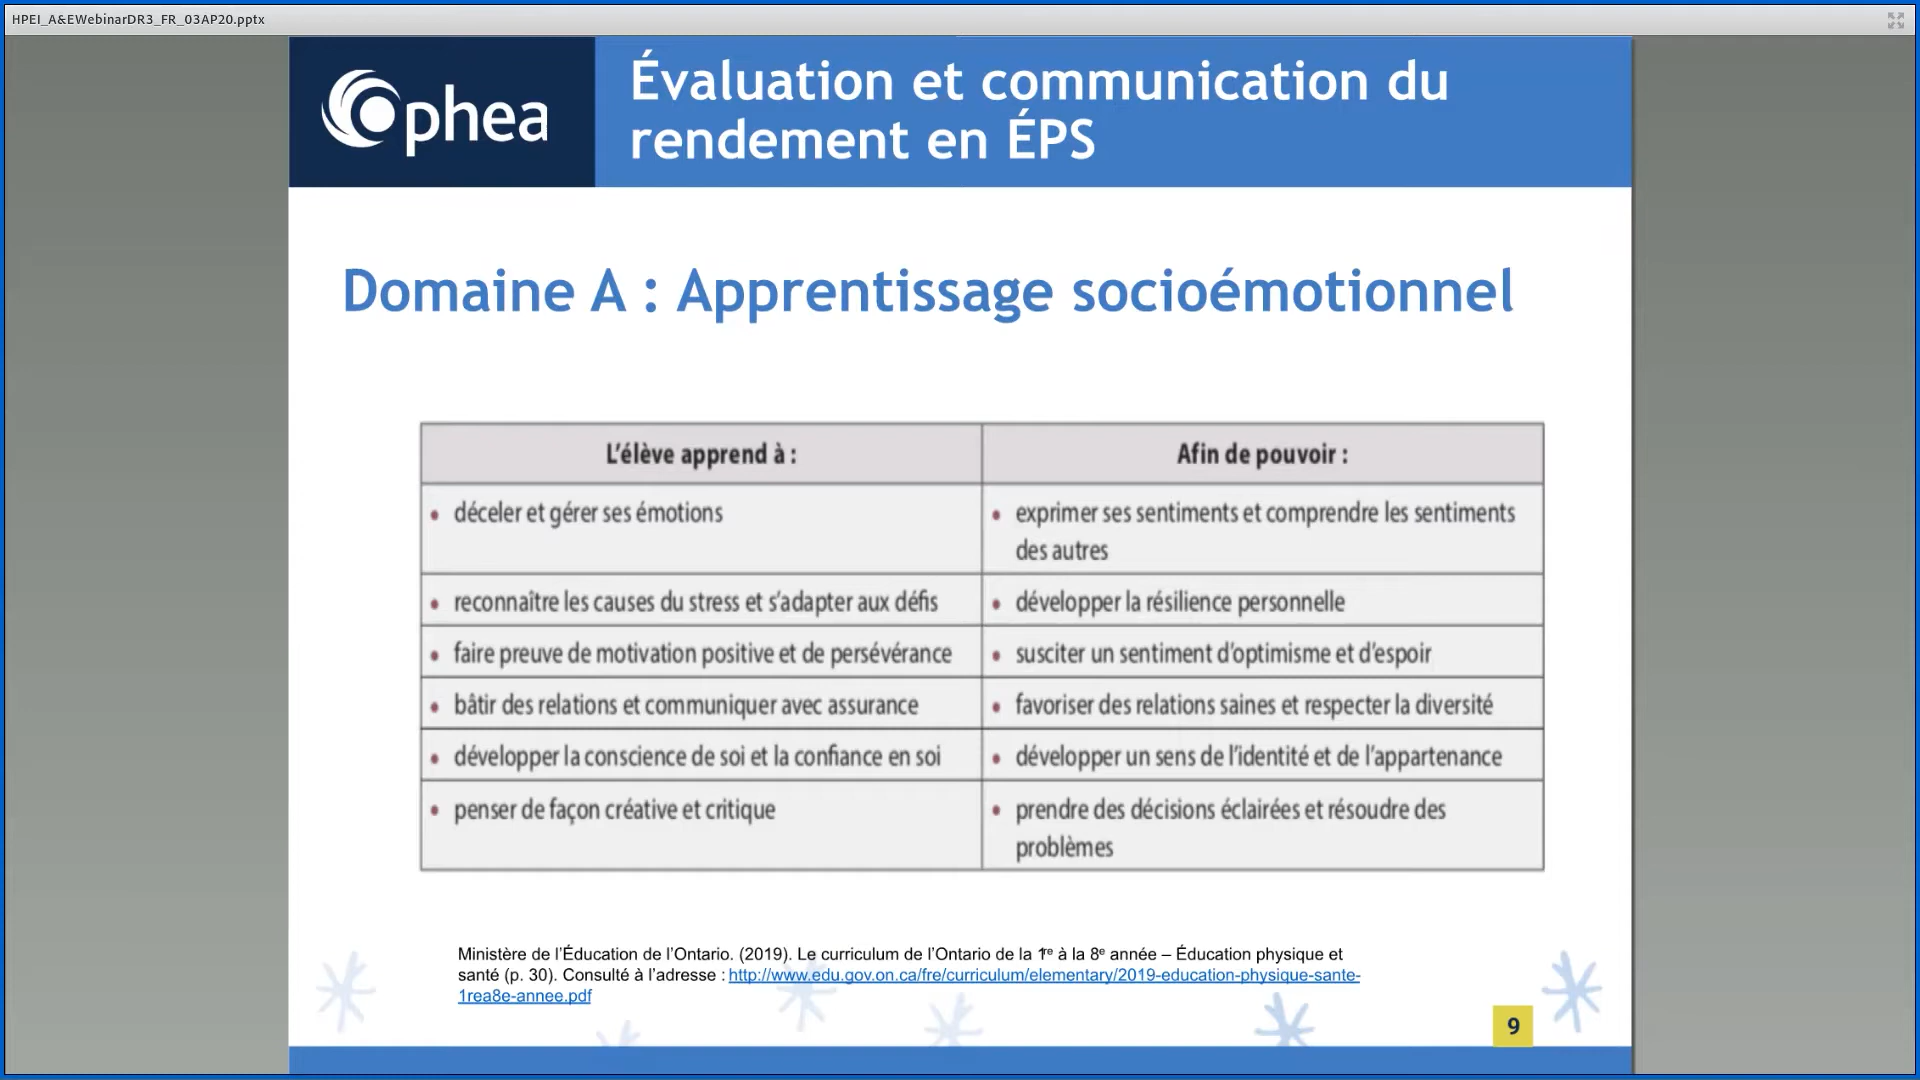 HPEI_A&EWebinarDR3_FR_03AP20.pptx
Ophea
Évaluation et communication du
rendement en ÉPS
Domaine A : Apprentissage socioémotionnel
L'élève apprend à :
Afin de pouvoir :
• déceler et gérer ses émotions
• exprimer ses sentiments et comprendre les sentiments
des autres
• reconnaître les causes du stress et s'adapter aux défis
• développer la résilience personnelle
• faire preuve de motivation positive et de persévérance
• susciter un sentiment d'optimisme et d'espoir
• bâtir des relations et communiquer avec assurance
• favoriser des relations saines et respecter la diversité
• développer la conscience de soi et la confiance en soi
• développer un sens de l'identité et de l'appartenance
• penser de façon créative et critique
• prendre des décisions éclairées et résoudre des
problèmes
Ministère de l'Éducation de l'Ontario. (2019). Le curriculum de l'Ontario de la 1re à la 8e année – Éducation physique et
santé (p. 30). Consulté à l'adresse : http://www.edu.gov.on.ca/fre/curriculum/elementary/2019-education-physique-sante-
1rea8e-annee.pdf
9